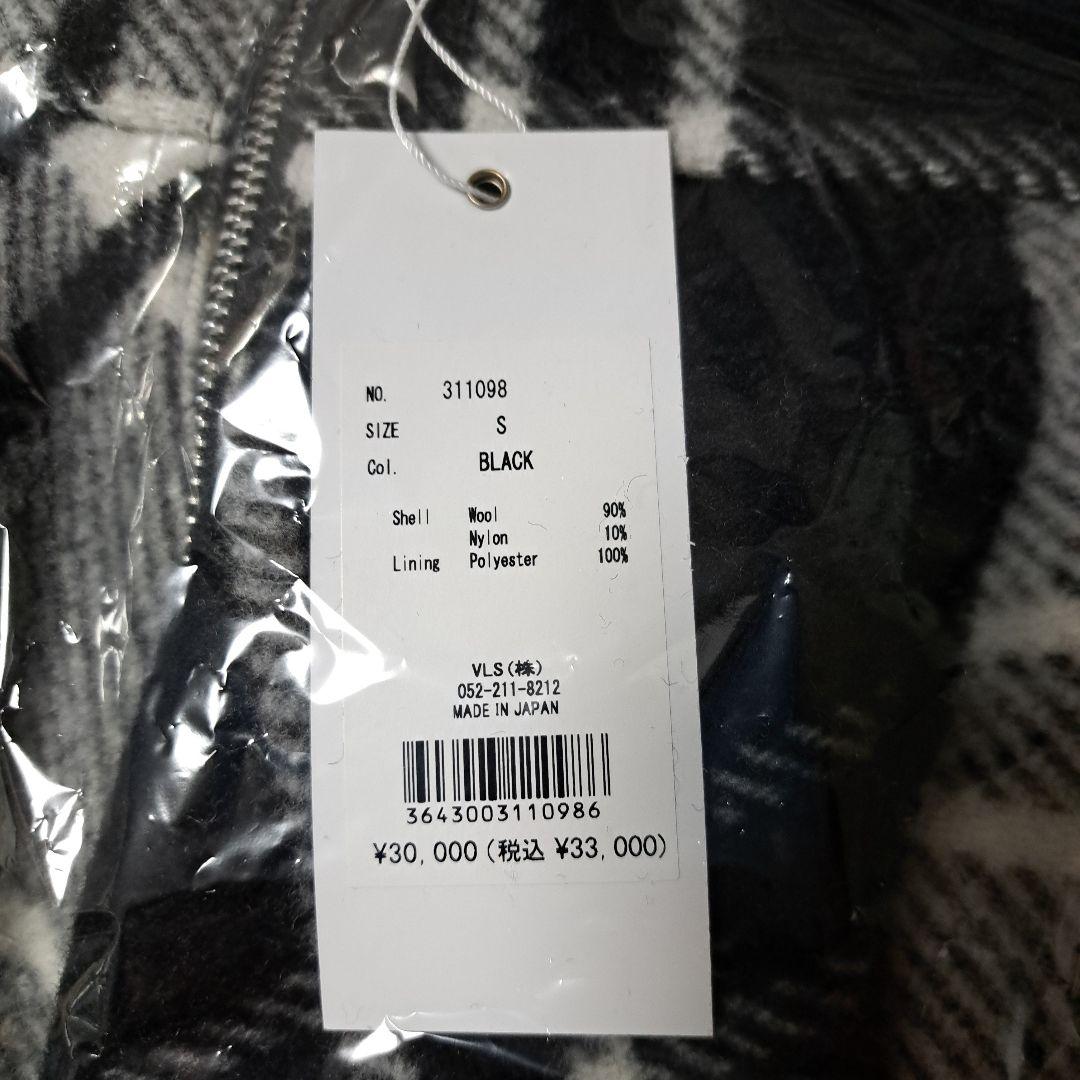 NO. 311098
SIZE S
Col. BLACK
Shell Wool 90%
Nylon 10%
Lining Polyester 100%
VLS(株)
052-211-8212
MADE IN JAPAN
3643003110986
¥30,000(税込 ¥33,000)